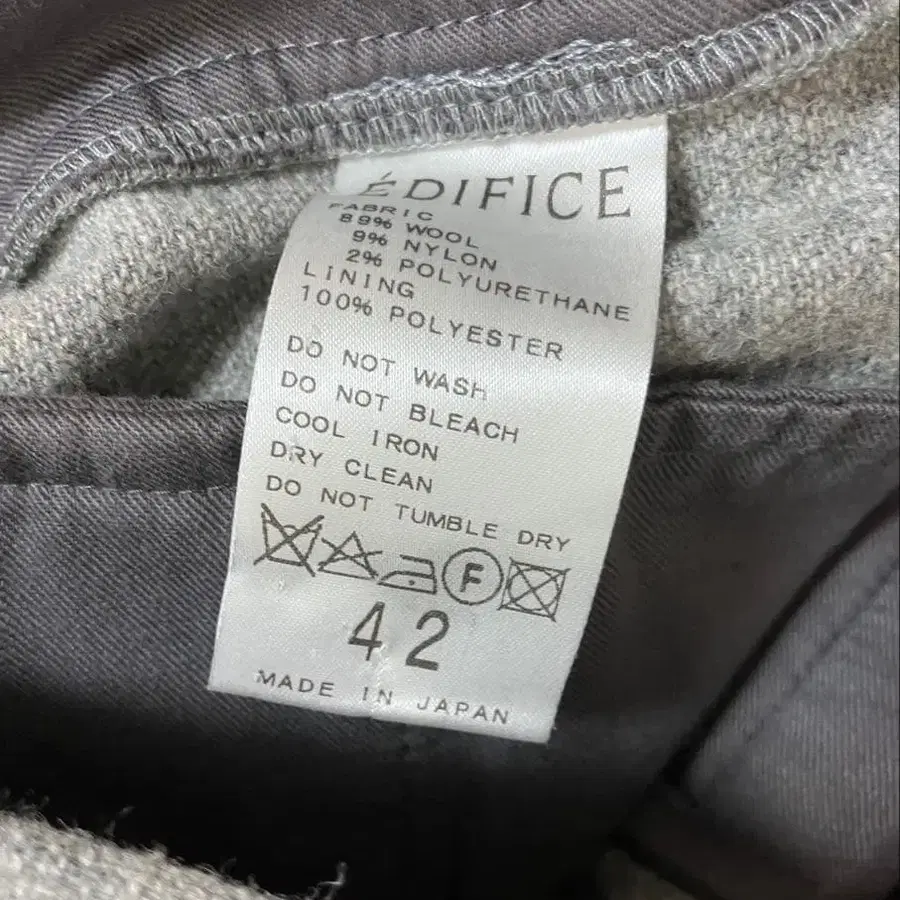 ÉDIFICE
FABRIC
89% WOOL
9% NYLON
2% POLYURETHANE
LINING
100% POLYESTER
DO NOT WASH
DO NOT BLEACH
COOL IRON
DRY CLEAN
DO NOT TUMBLE DRY
F
42
MADE IN JAPAN